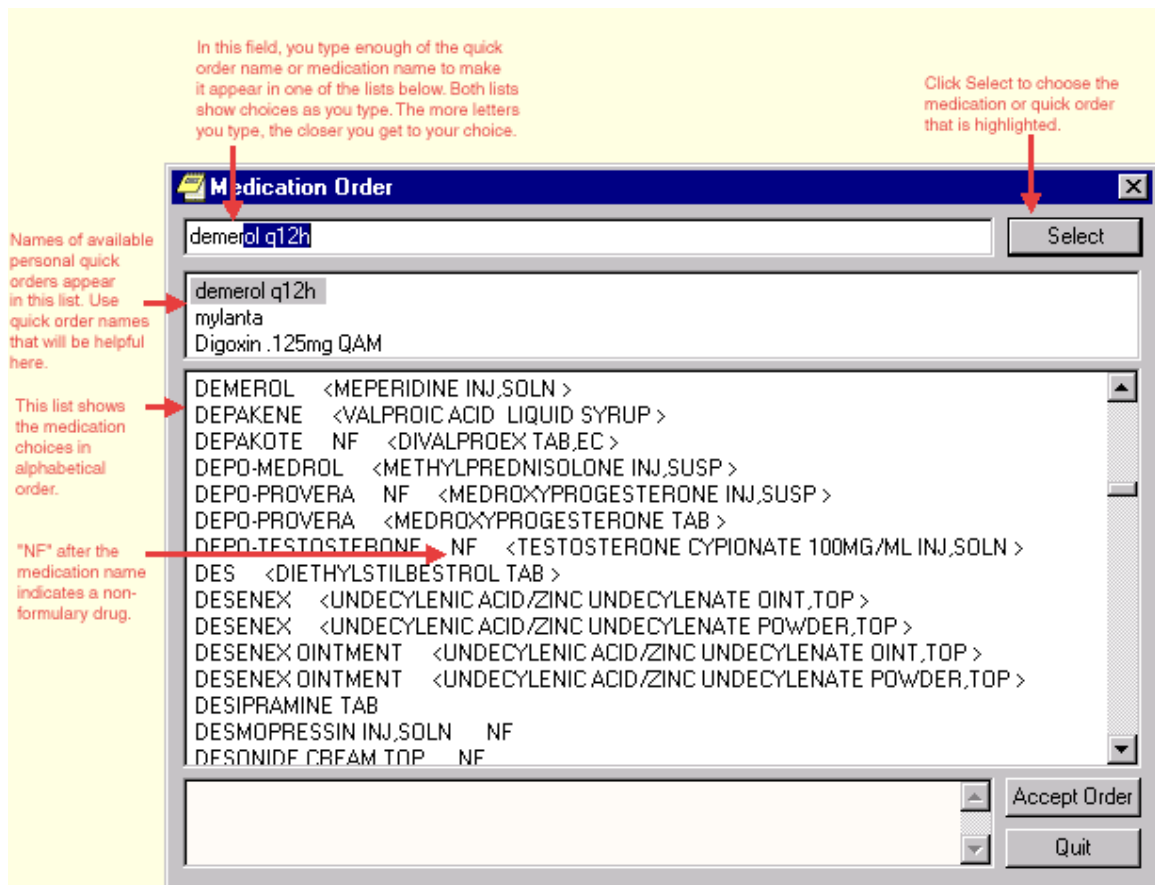 In this field, you type enough of the quick
order name or medication name to make
it appear in one of the lists below. Both lists
show choices as you type. The more letters
you type, the closer you get to your choice.
Click Select to choose the
medication or quick order
that is highlighted.
Medication Order
demerol q12h
Select
Names of available
personal quick
orders appear
in this list. Use
quick order names
that will be helpful
here.
demerol q12h
mylanta
Digoxin .125mg QAM
This list shows
the medication
choices in
alphabetical
order.
"NF" after the
medication name
indicates a non-
formulary drug.
DEMEROL <MEPERIDINE INJ,SOLN >
DEPAKENE <VALPROIC ACID LIQUID SYRUP >
DEPAKOTE NF <DIVALPROEX TAB,EC >
DEPO-MEDROL <METHYLPREDNISOLONE INJ,SUSP >
DEPO-PROVERA NF <MEDROXYPROGESTERONE INJ,SUSP >
DEPO-PROVERA <MEDROXYPROGESTERONE TAB >
DEPO-TESTOSTERONE NF <TESTOSTERONE CYPIONATE 100MG/ML INJ,SOLN >
DES <DIETHYLSTILBESTROL TAB >
DESENEX <UNDECYLENIC ACID/ZINC UNDECYLENATE OINT,TOP >
DESENEX <UNDECYLENIC ACID/ZINC UNDECYLENATE POWDER,TOP >
DESENEX OINTMENT <UNDECYLENIC ACID/ZINC UNDECYLENATE OINT,TOP >
DESENEX OINTMENT <UNDECYLENIC ACID/ZINC UNDECYLENATE POWDER,TOP >
DESIPRAMINE TAB
DESMOPRESSIN INJ,SOLN NF
DESONIDE CREAM TOP NF
Accept Order
Quit